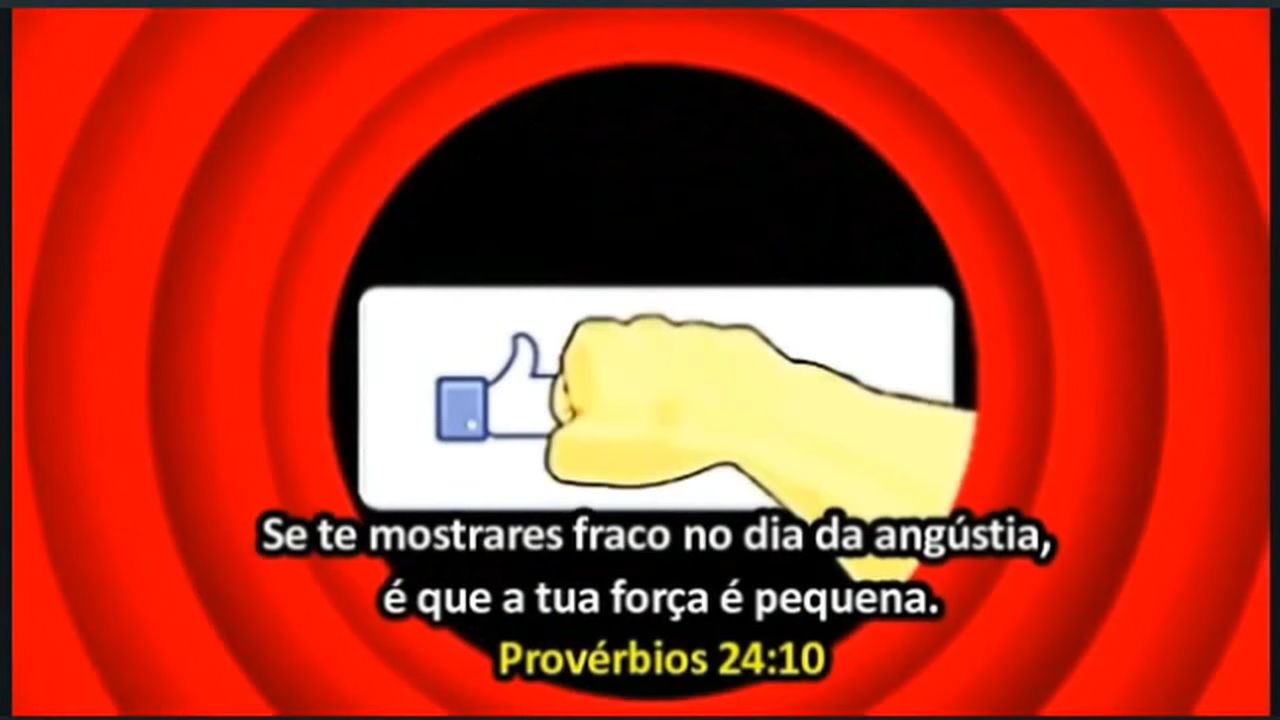 Se te mostrares fraco no dia da angústia,
é que a tua força é pequena.
Provérbios 24:10